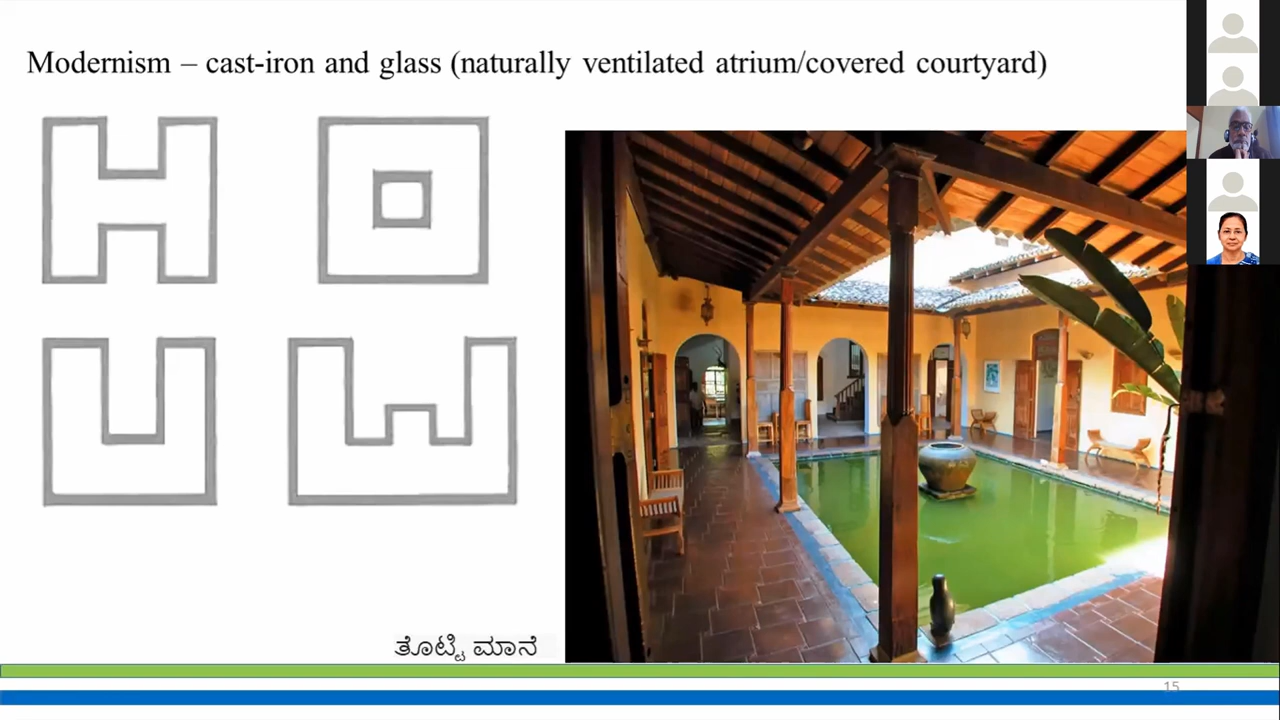 Modernism – cast-iron and glass (naturally ventilated atrium/covered courtyard)
ತೊಟ್ಟಿ ಮಾನೆ
15